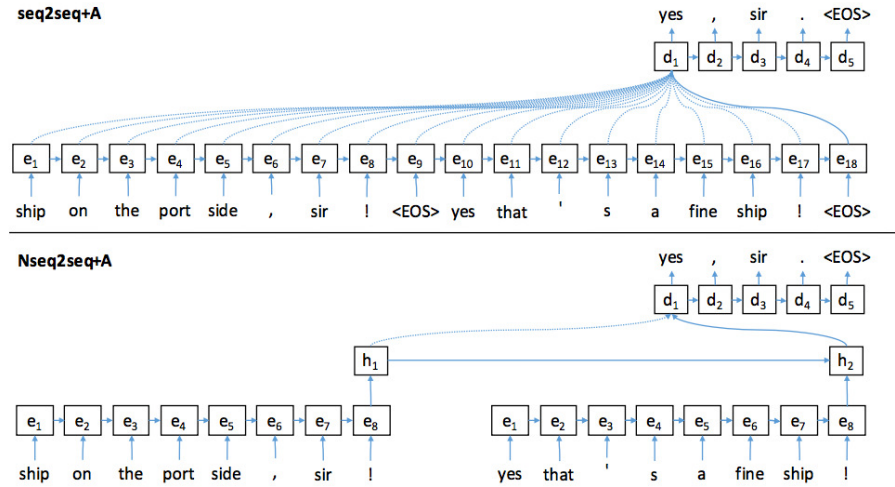 seq2seq+A
yes , sir . <EOS>
d1 d2 d3 d4 d5
e1 e2 e3 e4 e5 e6 e7 e8 e9 e10 e11 e12 e13 e14 e15 e16 e17 e18
ship on the port side , sir ! <EOS> yes that ' s a fine ship ! <EOS>
Nseq2seq+A
yes , sir . <EOS>
d1 d2 d3 d4 d5
h1 h2
e1 e2 e3 e4 e5 e6 e7 e8 e1 e2 e3 e4 e5 e6 e7 e8
ship on the port side , sir ! yes that ' s a fine ship !